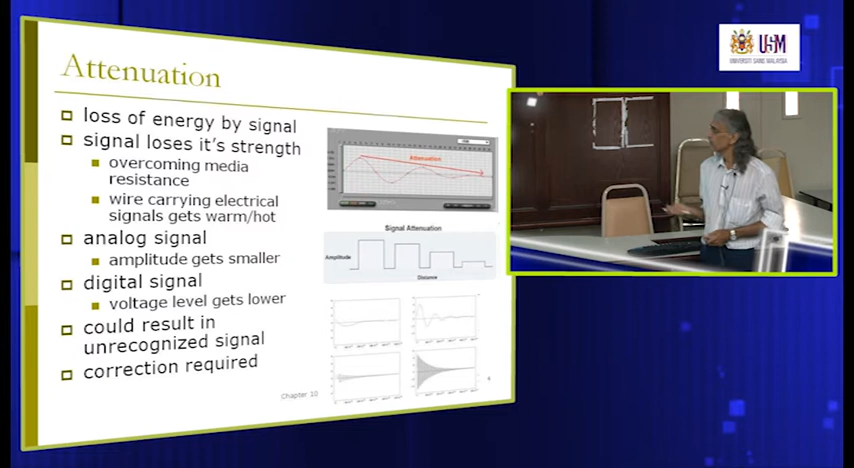 Attenuation
loss of energy by signal
signal loses it's strength
overcoming media
resistance
wire carrying electrical
signals gets warm/hot
analog signal
amplitude gets smaller
digital signal
voltage level gets lower
could result in
unrecognized signal
correction required
Attenuation
Signal Attenuation
Amplitude
Distance
Chapter 10
USM
UNIVERSITI SAINS MALAYSIA